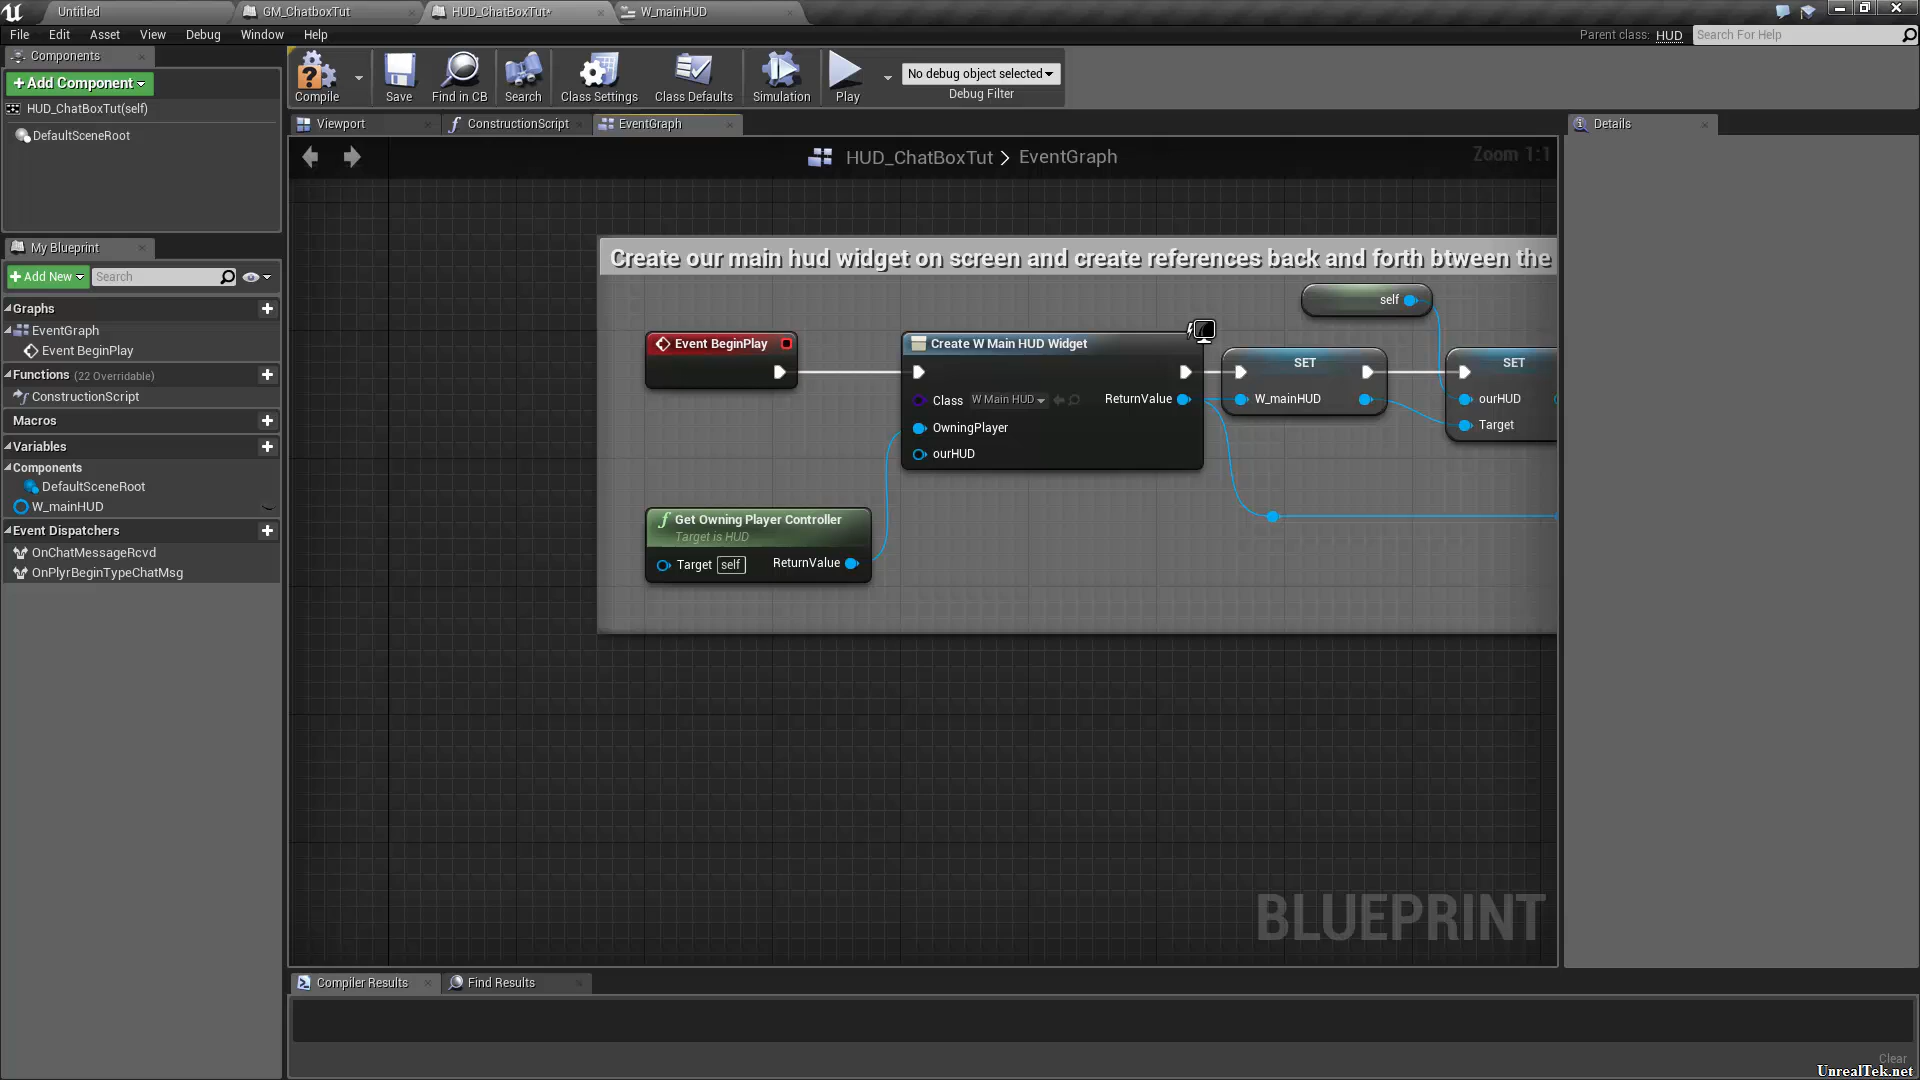 Untitled
GM_ChatboxTut
HUD_ChatBoxTut*
W_mainHUD
File Edit Asset View Debug Window Help
Parent class: HUD
Search For Help
Components
+ Add Component
HUD_ChatBoxTut(self)
DefaultSceneRoot
Compile
Save
Find in CB
Search
Class Settings
Class Defaults
Simulation
Play
No debug object selected
Debug Filter
Viewport
ConstructionScript
EventGraph
Details
HUD_ChatBoxTut > EventGraph
Zoom 1:1
My Blueprint
+ Add New
Search
Graphs
EventGraph
Event BeginPlay
Functions (22 Overridable)
ConstructionScript
Macros
Variables
Components
DefaultSceneRoot
W_mainHUD
Event Dispatchers
OnChatMessageRcvd
OnPlyrBeginTypeChatMsg
Create our main hud widget on screen and create references back and forth btween the
self
Event BeginPlay
Create W Main HUD Widget
Class W Main HUD
ReturnValue
OwningPlayer
ourHUD
SET
W_mainHUD
SET
ourHUD
Target
Get Owning Player Controller
Target is HUD
Target self
ReturnValue
BLUEPRINT
Compiler Results
Find Results
Clear
UnrealTek.net